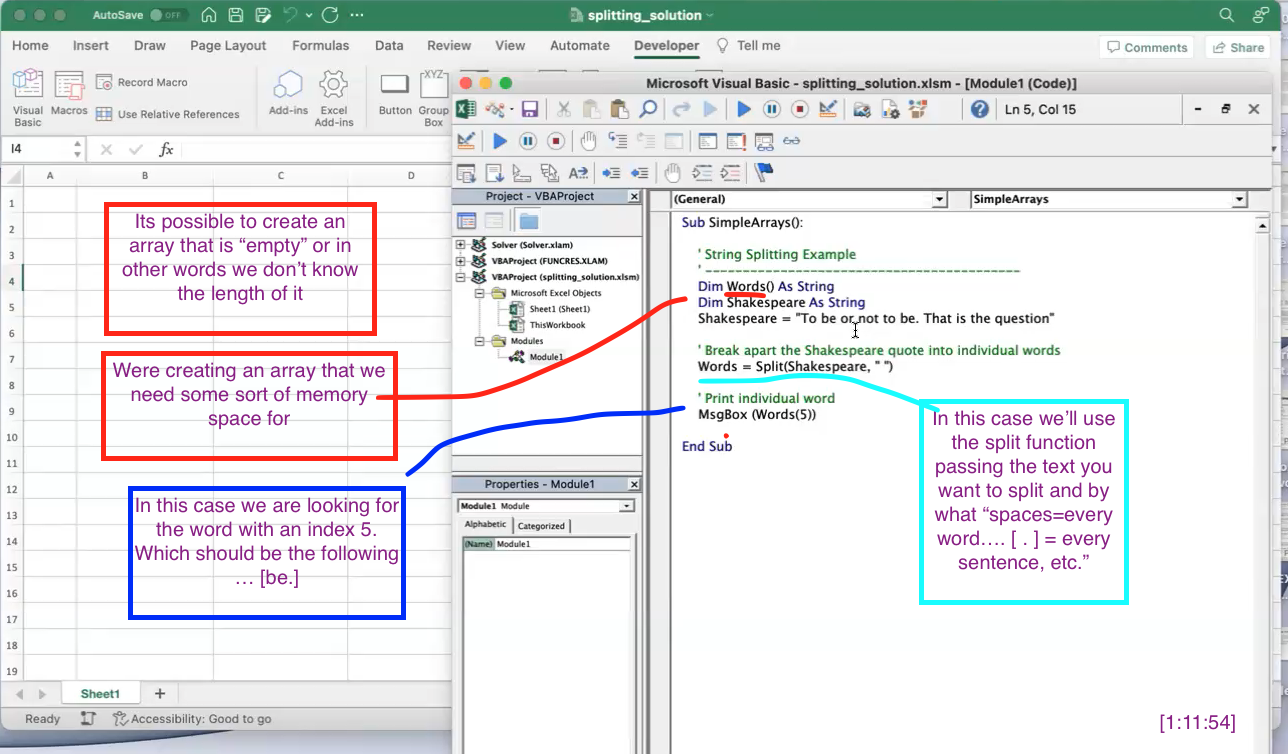 AutoSave OFF
splitting_solution
Home Insert Draw Page Layout Formulas Data Review View Automate Developer Tell me
Comments Share
Visual Basic
Macros
Record Macro
Use Relative References
Add-ins
Excel Add-ins
Button
XYZ
Group Box
I4
fx
A B C D
1
2
3
4
5
6
7
8
9
10
11
12
13
14
15
16
17
18
19
Its possible to create an
array that is “empty” or in
other words we don’t know
the length of it
Were creating an array that we
need some sort of memory
space for
In this case we are looking for
the word with an index 5.
Which should be the following
… [be.]
Microsoft Visual Basic - splitting_solution.xlsm - [Module1 (Code)]
Ln 5, Col 15
Project - VBAProject
Solver (Solver.xlam)
VBAProject (FUNCRES.XLAM)
VBAProject (splitting_solution.xlsm)
Microsoft Excel Objects
Sheet1 (Sheet1)
ThisWorkbook
Modules
Module1
Properties - Module1
Module1 Module
Alphabetic Categorized
(Name) Module1
(General) SimpleArrays
Sub SimpleArrays():
' String Splitting Example
' ------------------------------------------
Dim Words() As String
Dim Shakespeare As String
Shakespeare = "To be or not to be. That is the question"
' Break apart the Shakespeare quote into individual words
Words = Split(Shakespeare, " ")
' Print individual word
MsgBox (Words(5))
End Sub
In this case we’ll use
the split function
passing the text you
want to split and by
what “spaces=every
word…. [ . ] = every
sentence, etc.”
Sheet1
Ready
Accessibility: Good to go
[1:11:54]